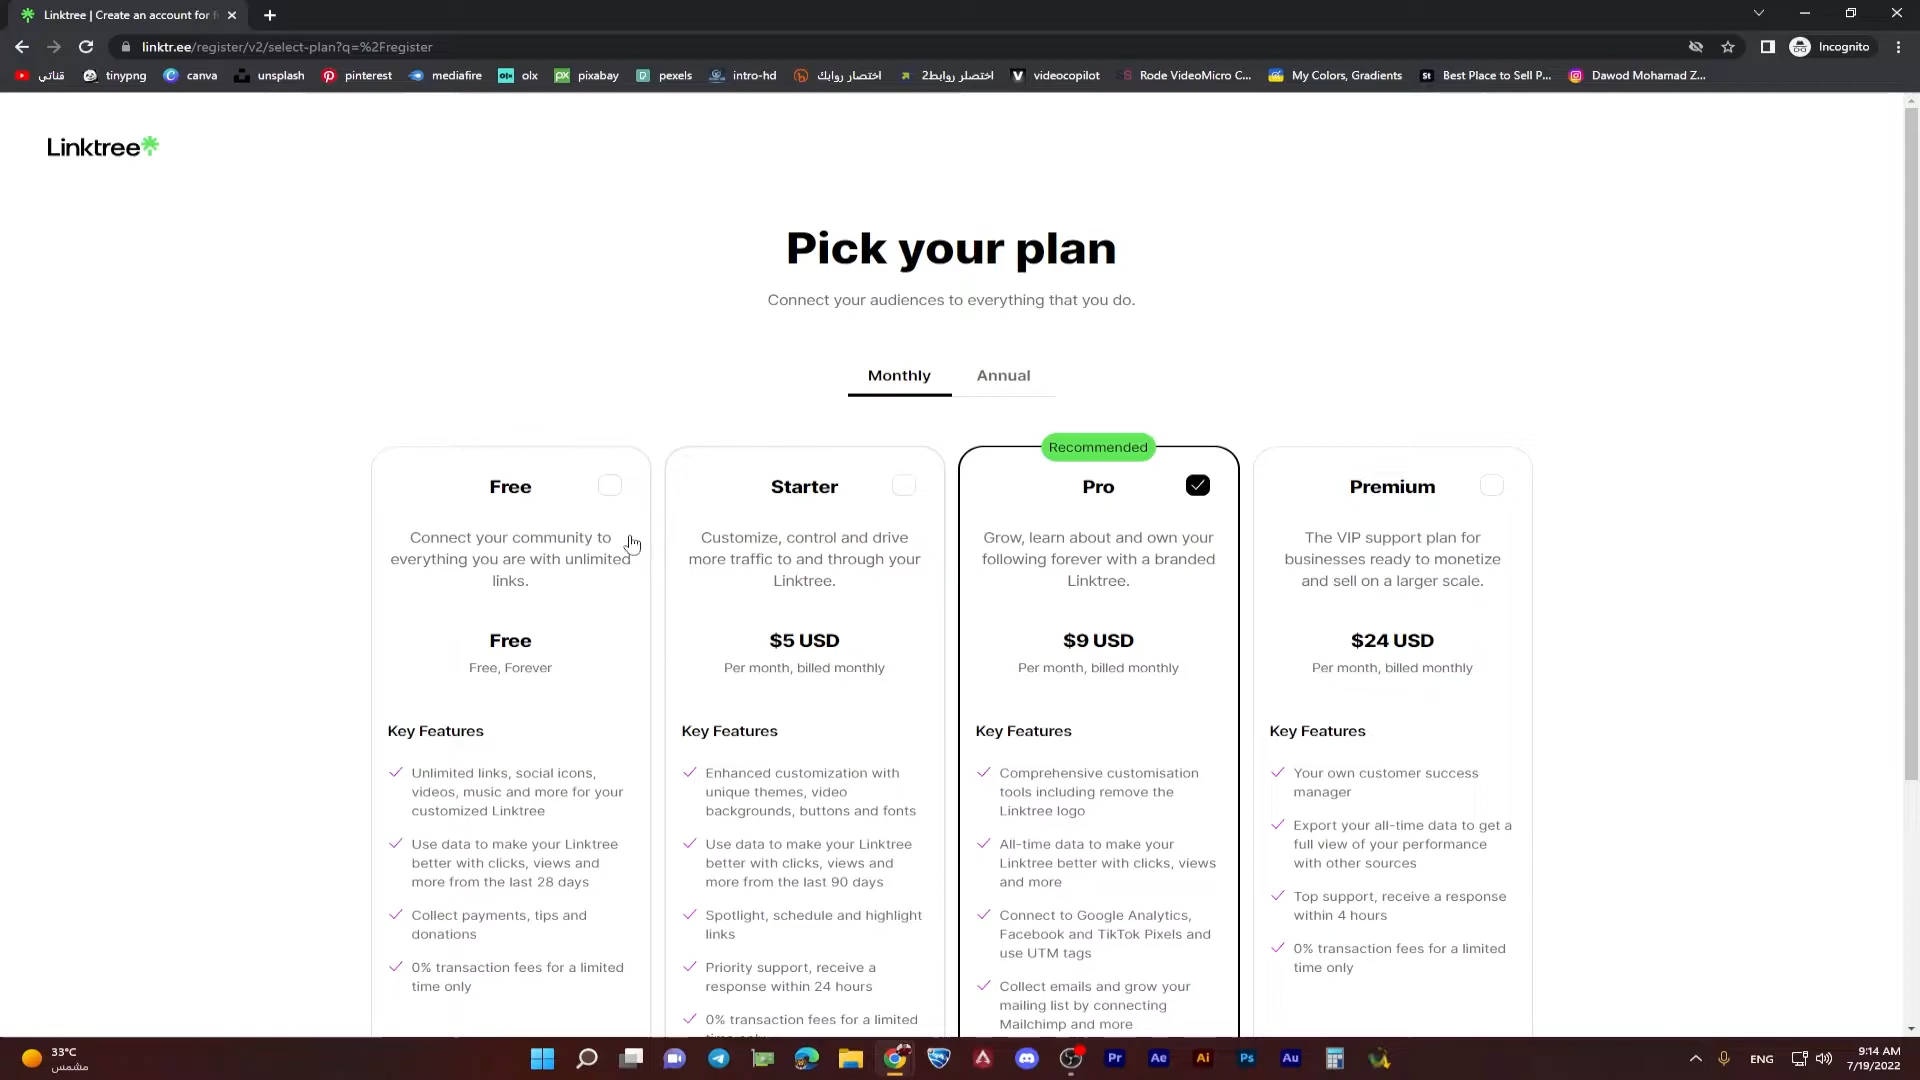 Linktree | Create an account for f
linktr.ee/register/v2/select-plan?q=%2Fregister
Incognito
قناتي
tinypng
canva
unsplash
pinterest
mediafire
olx
pixabay
pexels
intro-hd
اختصار روابك
اختصلر روابط2
videocopilot
Rode VideoMicro C...
My Colors, Gradients
Best Place to Sell P...
Dawod Mohamad Z...
Linktree
Pick your plan
Connect your audiences to everything that you do.
Monthly
Annual
Free
Connect your community to
everything you are with unlimited
links.
Free
Free, Forever
Key Features
Unlimited links, social icons,
videos, music and more for your
customized Linktree
Use data to make your Linktree
better with clicks, views and
more from the last 28 days
Collect payments, tips and
donations
0% transaction fees for a limited
time only
Starter
Customize, control and drive
more traffic to and through your
Linktree.
$5 USD
Per month, billed monthly
Key Features
Enhanced customization with
unique themes, video
backgrounds, buttons and fonts
Use data to make your Linktree
better with clicks, views and
more from the last 90 days
Spotlight, schedule and highlight
links
Priority support, receive a
response within 24 hours
0% transaction fees for a limited
time only
Recommended
Pro
Grow, learn about and own your
following forever with a branded
Linktree.
$9 USD
Per month, billed monthly
Key Features
Comprehensive customisation
tools including remove the
Linktree logo
All-time data to make your
Linktree better with clicks, views
and more
Connect to Google Analytics,
Facebook and TikTok Pixels and
use UTM tags
Collect emails and grow your
mailing list by connecting
Mailchimp and more
Premium
The VIP support plan for
businesses ready to monetize
and sell on a larger scale.
$24 USD
Per month, billed monthly
Key Features
Your own customer success
manager
Export your all-time data to get a
full view of your performance
with other sources
Top support, receive a response
within 4 hours
0% transaction fees for a limited
time only
33°C
مشمس
Pr
Ae
Ai
Ps
Au
ENG
9:14 AM
7/19/2022